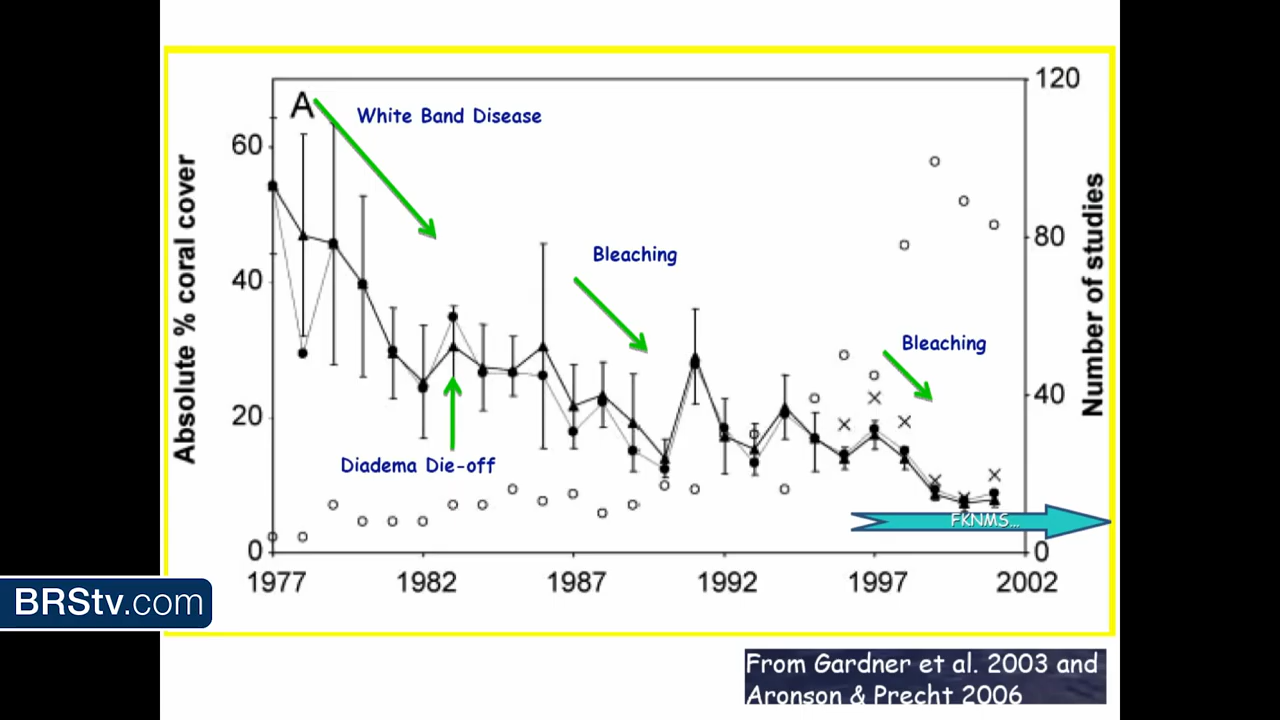 A
White Band Disease
Bleaching
Bleaching
Diadema Die-off
FKNMS...
Absolute % coral cover
60
40
20
0
Number of studies
120
80
40
0
1977
1982
1987
1992
1997
2002
BRStv.com
From Gardner et al. 2003 and
Aronson & Precht 2006